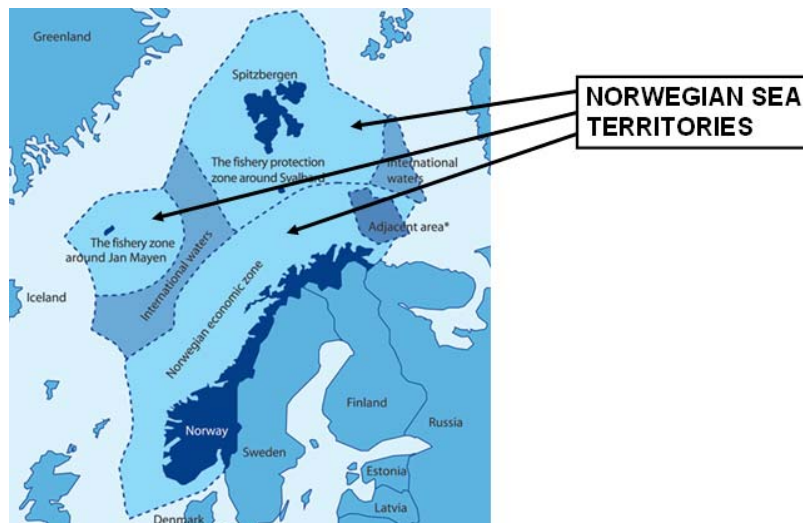 Greenland
Spitzbergen
NORWEGIAN SEA
TERRITORIES
The fishery protection
zone around Svalbard
International
waters
Adjacent area*
The fishery zone
around Jan Mayen
International waters
Iceland
Norwegian economic zone
Finland
Norway
Russia
Sweden
Estonia
Latvia
Denmark